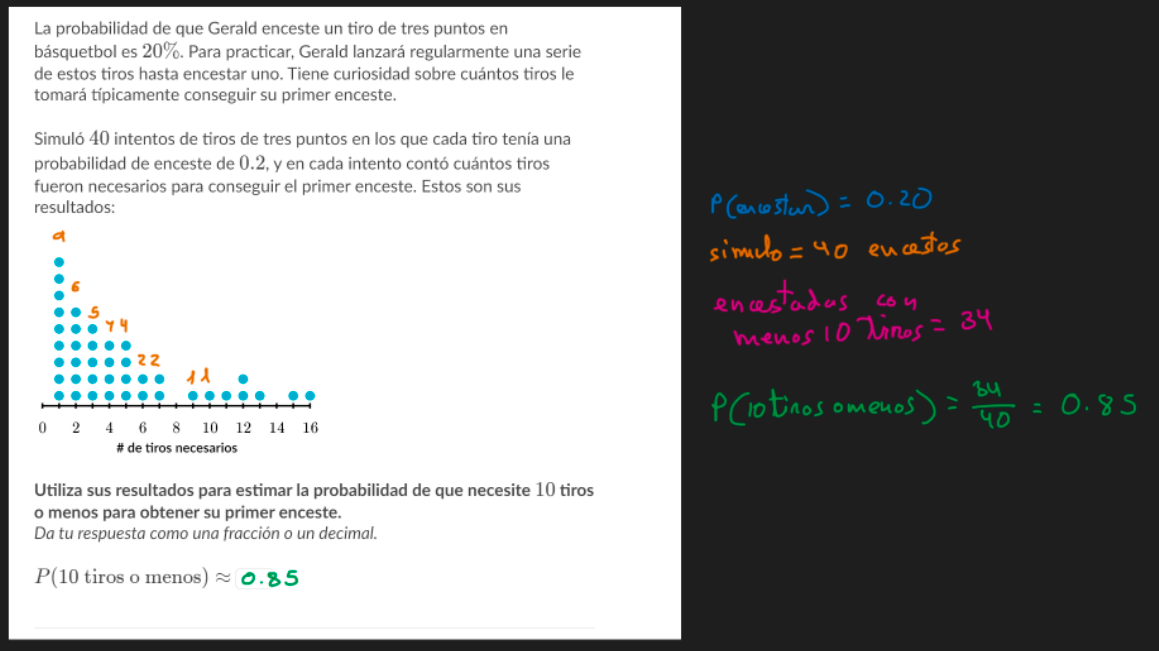 La probabilidad de que Gerald enceste un tiro de tres puntos en
básquetbol es 20%. Para practicar, Gerald lanzará regularmente una serie
de estos tiros hasta encestar uno. Tiene curiosidad sobre cuántos tiros le
tomará típicamente conseguir su primer enceste.
Simuló 40 intentos de tiros de tres puntos en los que cada tiro tenía una
probabilidad de enceste de 0.2, y en cada intento contó cuántos tiros
fueron necesarios para conseguir el primer enceste. Estos son sus
resultados:
9
6
5
4 4
2 2
1 1
0 2 4 6 8 10 12 14 16
# de tiros necesarios
Utiliza sus resultados para estimar la probabilidad de que necesite 10 tiros
o menos para obtener su primer enceste.
Da tu respuesta como una fracción o un decimal.
P(10 tiros o menos) ≈ 0.85
P(encestar) = 0.20
simulo = 40 encestos
encestadas con
menos 10 tiros = 34
P(10 tiros o menos) = 34/40 = 0.85